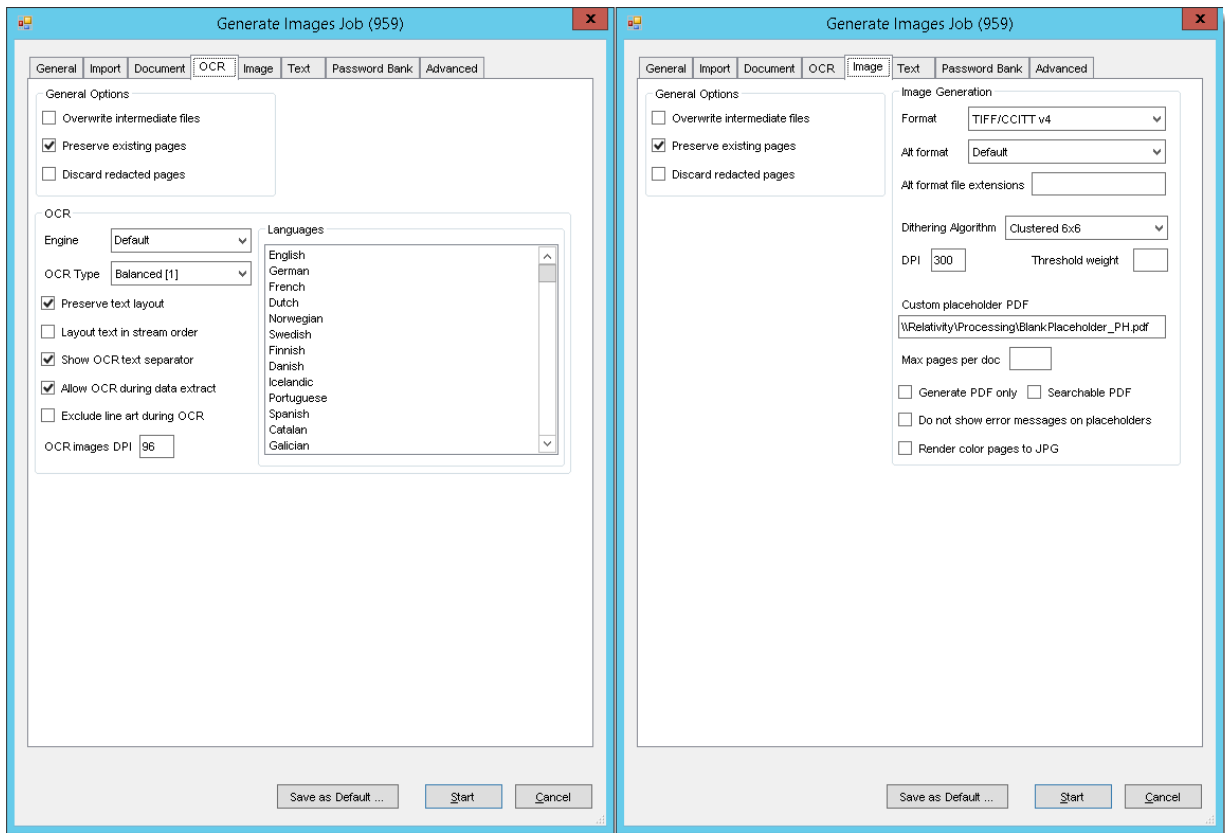 Generate Images Job (959)
x
General Import Document OCR Image Text Password Bank Advanced
General Options
Overwrite intermediate files
Preserve existing pages
Discard redacted pages
OCR
Engine Default
OCR Type Balanced [1]
Preserve text layout
Layout text in stream order
Show OCR text separator
Allow OCR during data extract
Exclude line art during OCR
OCR images DPI 96
Languages
English
German
French
Dutch
Norwegian
Swedish
Finnish
Danish
Icelandic
Portuguese
Spanish
Catalan
Galician
Save as Default ... Start Cancel
Generate Images Job (959)
x
General Import Document OCR Image Text Password Bank Advanced
General Options
Overwrite intermediate files
Preserve existing pages
Discard redacted pages
Image Generation
Format TIFF/CCITT v4
Alt format Default
Alt format file extensions
Dithering Algorithm Clustered 6x6
DPI 300 Threshold weight
Custom placeholder PDF
\\Relativity\Processing\BlankPlaceholder_PH.pdf
Max pages per doc
Generate PDF only Searchable PDF
Do not show error messages on placeholders
Render color pages to JPG
Save as Default ... Start Cancel